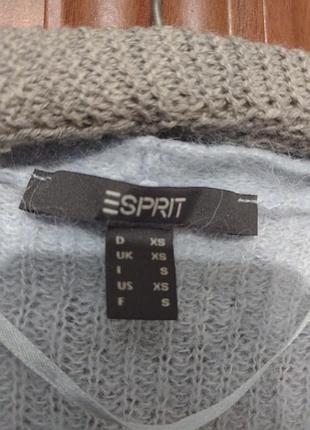 ESPRIT
D XS
UK XS
I S
US XS
F S